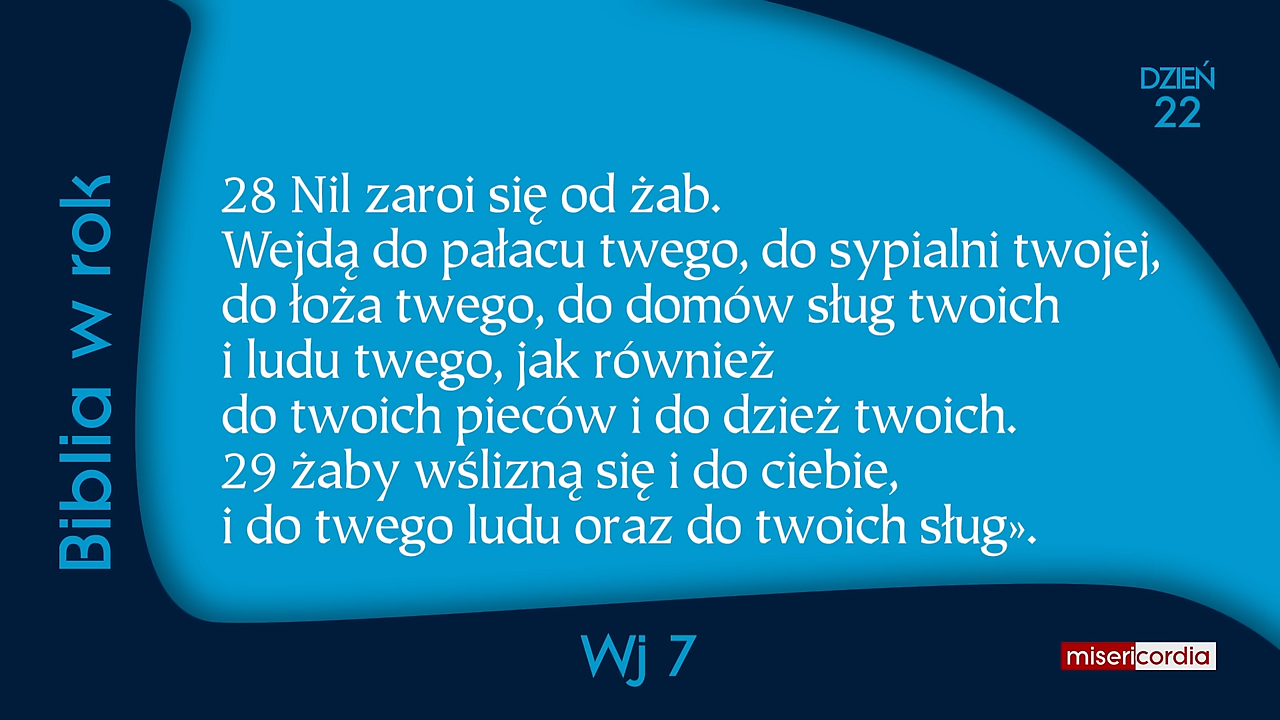 DZIEŃ
22
Biblia w rok
28 Nil zaroi się od żab.
Wejdą do pałacu twego, do sypialni twojej,
do łoża twego, do domów sług twoich
i ludu twego, jak również
do twoich pieców i do dzież twoich.
29 żaby wślizną się i do ciebie,
i do twego ludu oraz do twoich sług».
Wj 7
misericordia